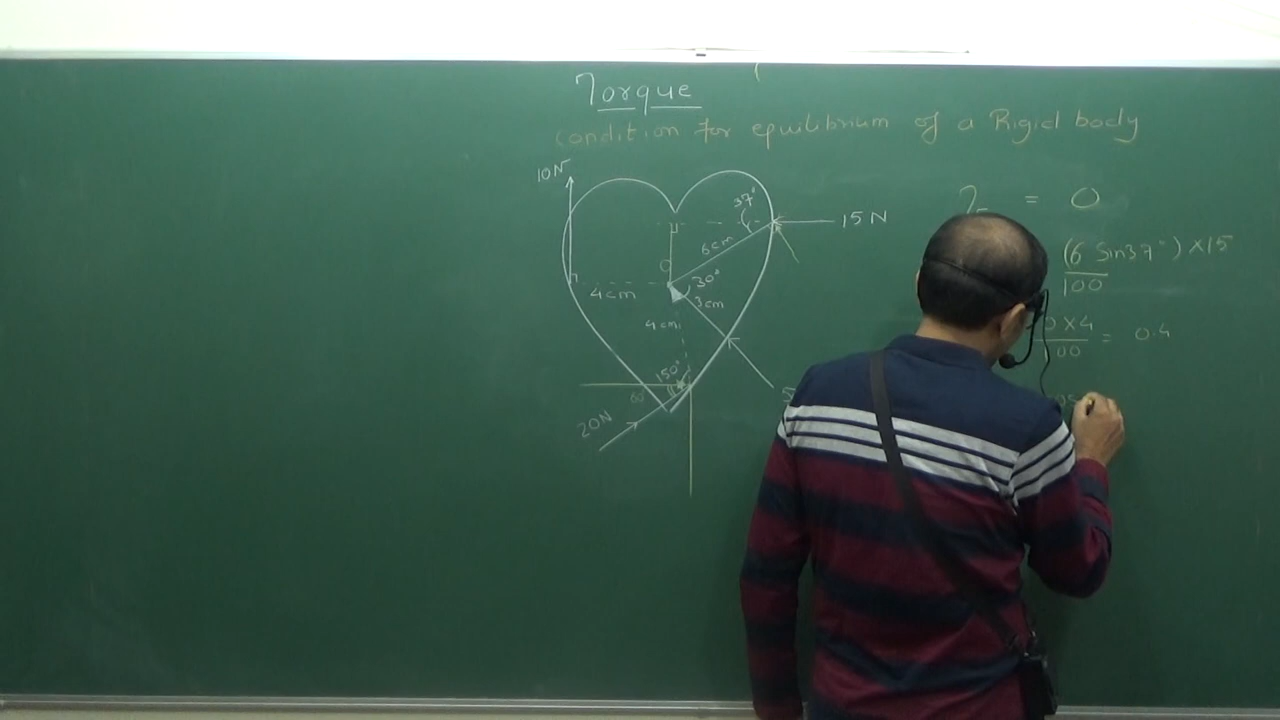 Torque
condition for equilibrium of a Rigid body
10N
37°
= 0
15 N
6cm
(6 Sin37°) × 15
100
O
30°
4cm
3cm
4cm
× 4
= 0.4
150°
60
20N